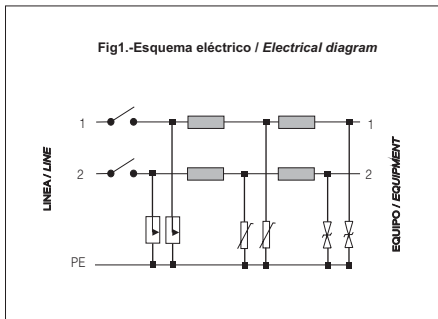 Fig1.-Esquema eléctrico / Electrical diagram
1
1
2
2
LINEA / LINE
EQUIPO / EQUIPMENT
PE